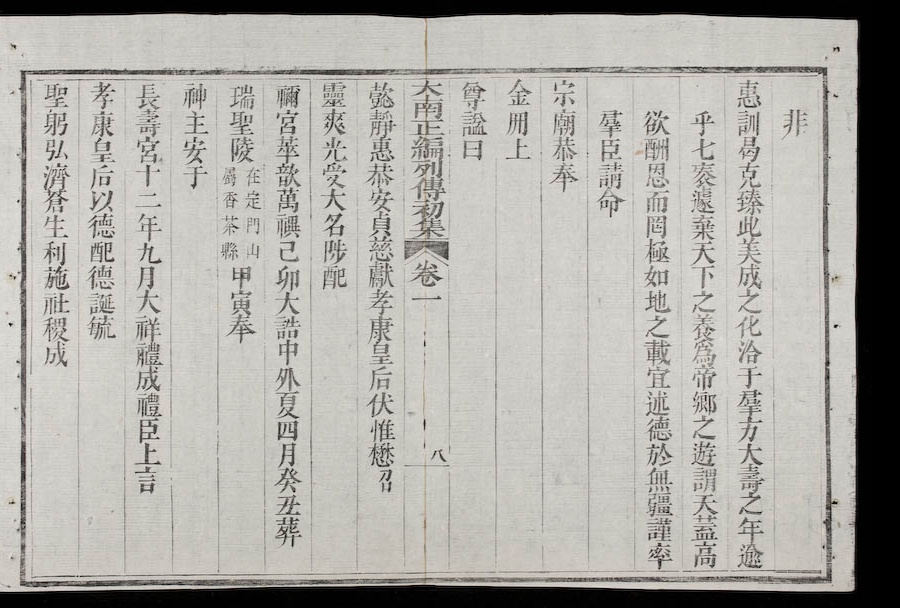 非
惠訓曷克臻此美成之化洽于羣方大壽之年逾
乎七袠遽棄天下之養爲帝鄉之遊謂天蓋高
欲酬恩而罔極如地之載宜述德於無疆謹率
羣臣請命
宗廟恭奉
金冊上
尊謚曰
大南正編列傳初集 卷一 八
懿靜惠恭安貞慈獻孝康皇后伏惟懋昭
靈爽光受大名陟配
禰宮萃歆萬禩己卯大誥中外夏四月癸丑葬
瑞聖陵在定門山屬香茶縣甲寅奉
神主安于
長壽宮十二年九月大祥禮成禮臣上言
孝康皇后以德配德誕毓
聖躬弘濟蒼生利施社稷成